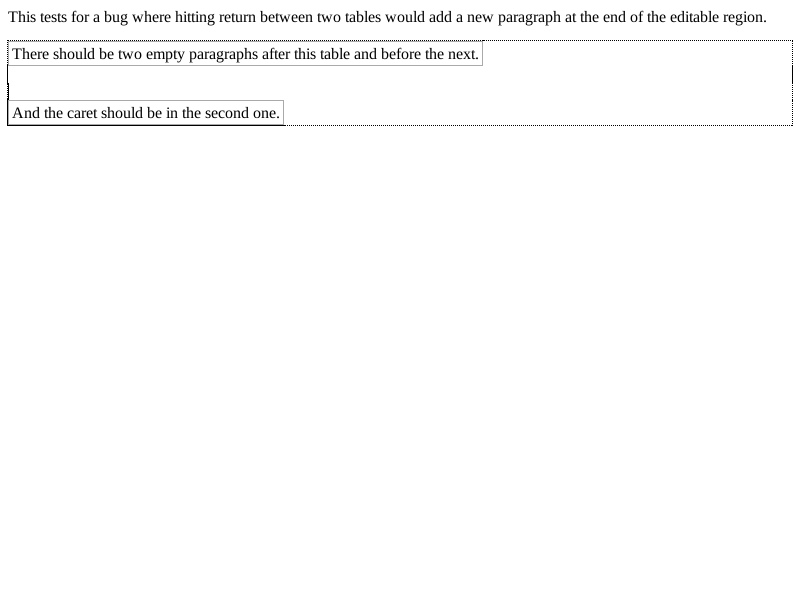 This tests for a bug where hitting return between two tables would add a new paragraph at the end of the editable region.
There should be two empty paragraphs after this table and before the next.
And the caret should be in the second one.